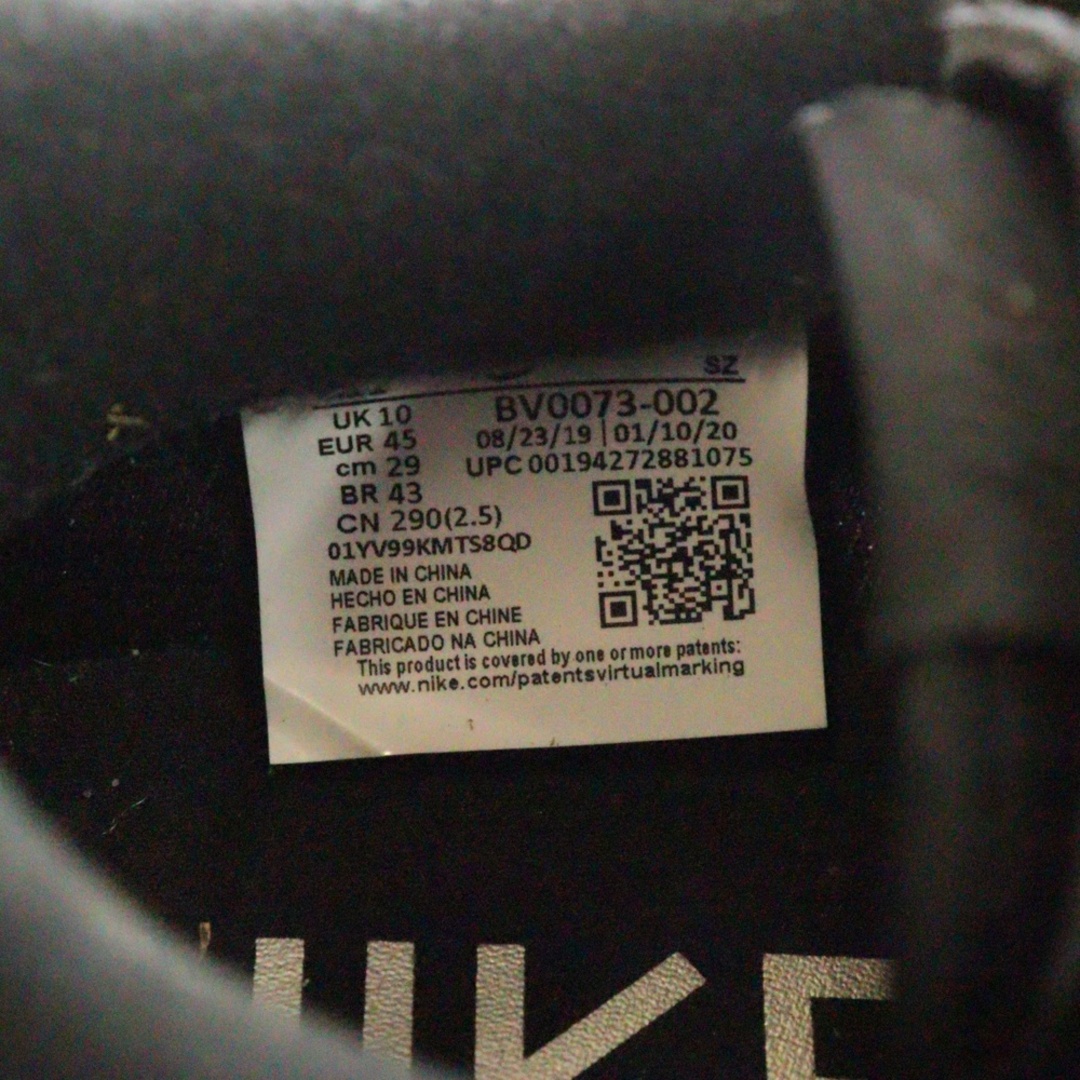 SZ
UK 10
BV0073-002
EUR 45
08/23/19 | 01/10/20
cm 29
UPC 00194272881075
BR 43
CN 290(2.5)
01YV99KMTS8QD
MADE IN CHINA
HECHO EN CHINA
FABRIQUE EN CHINE
FABRICADO NA CHINA
This product is covered by one or more patents:
www.nike.com/patentsvirtualmarking
NIKE